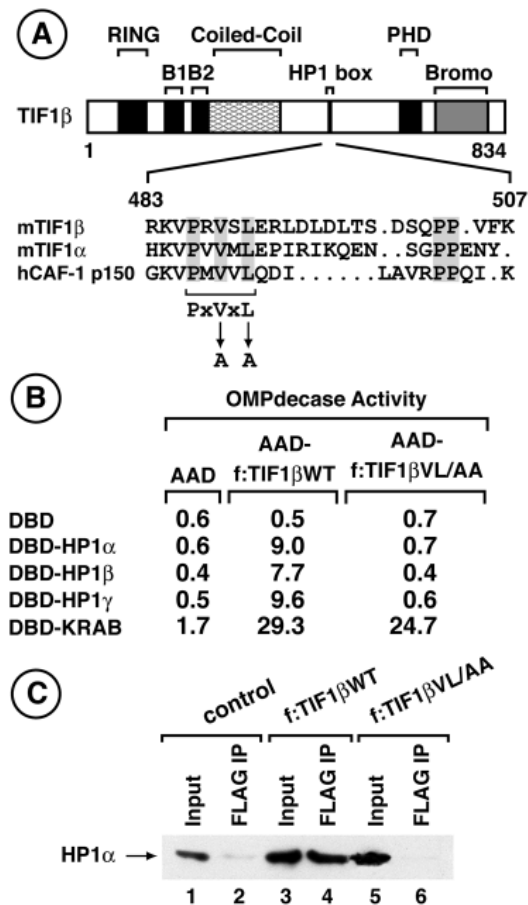 A
RING Coiled-Coil PHD
B1 B2 HP1 box Bromo
TIF1β
1 834
483 507
mTIF1β RKVPRVSLERLDLDLTS.DSQPP.VFK
mTIF1α HKVPVVMLEPIRIKQEN..SGPPENY.
hCAF-1 p150 GKVPMVVLQDI......LAVRPPQI.K
PxVxL
A A
B
OMPdecase Activity
AAD AAD-f:TIF1βWT AAD-f:TIF1βVL/AA
DBD 0.6 0.5 0.7
DBD-HP1α 0.6 9.0 0.7
DBD-HP1β 0.4 7.7 0.4
DBD-HP1γ 0.5 9.6 0.6
DBD-KRAB 1.7 29.3 24.7
C
control f:TIF1βWT f:TIF1βVL/AA
Input FLAG IP Input FLAG IP Input FLAG IP
HP1α
1 2 3 4 5 6